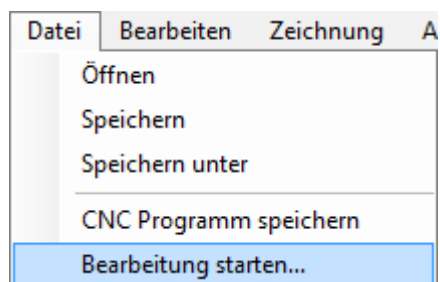 Datei Bearbeiten Zeichnung A
Öffnen
Speichern
Speichern unter
CNC Programm speichern
Bearbeitung starten...